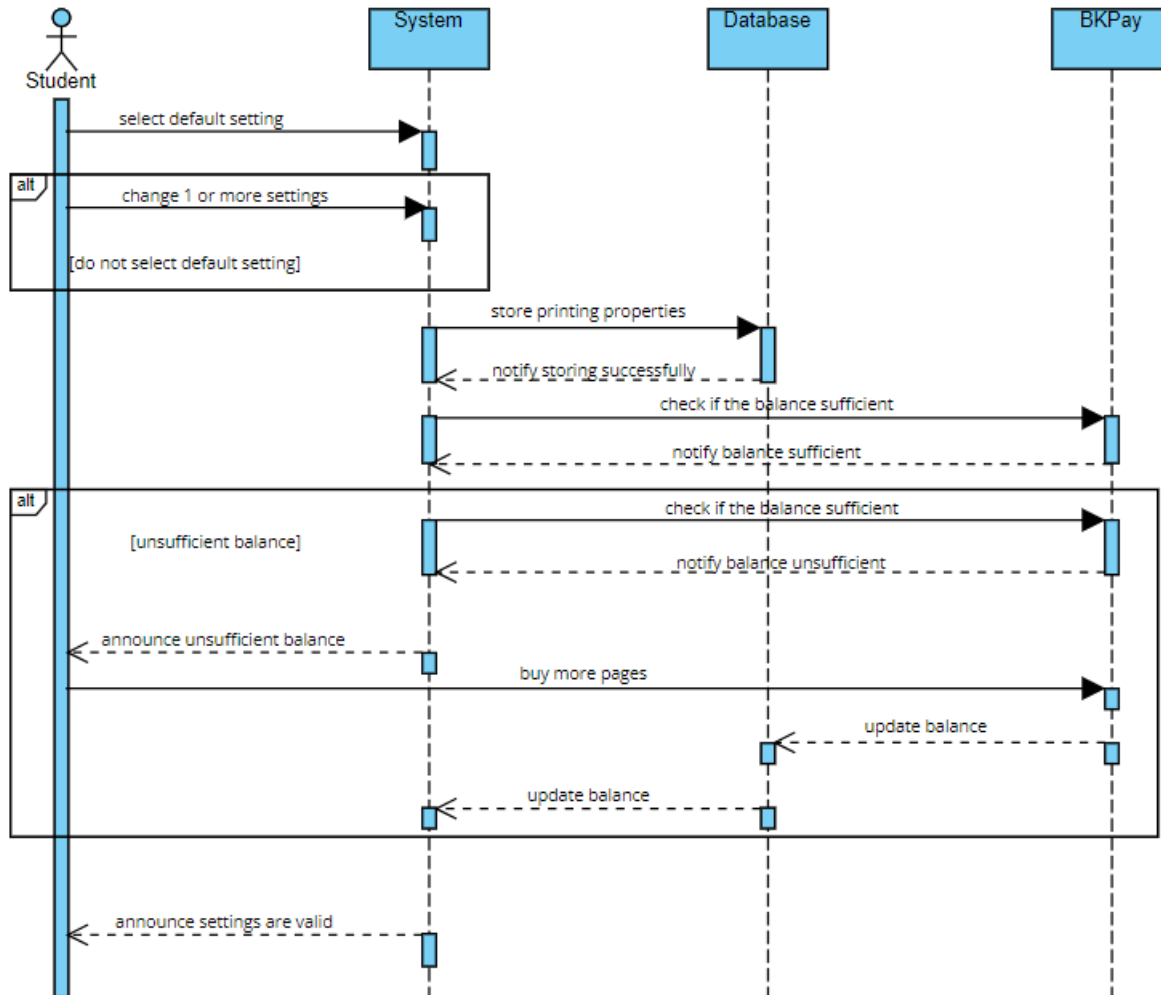 System
Database
BKPay
Student
select default setting
alt
change 1 or more settings
[do not select default setting]
store printing properties
notify storing successfully
check if the balance sufficient
notify balance sufficient
alt
check if the balance sufficient
[unsufficient balance]
notify balance unsufficient
announce unsufficient balance
buy more pages
update balance
update balance
announce settings are valid